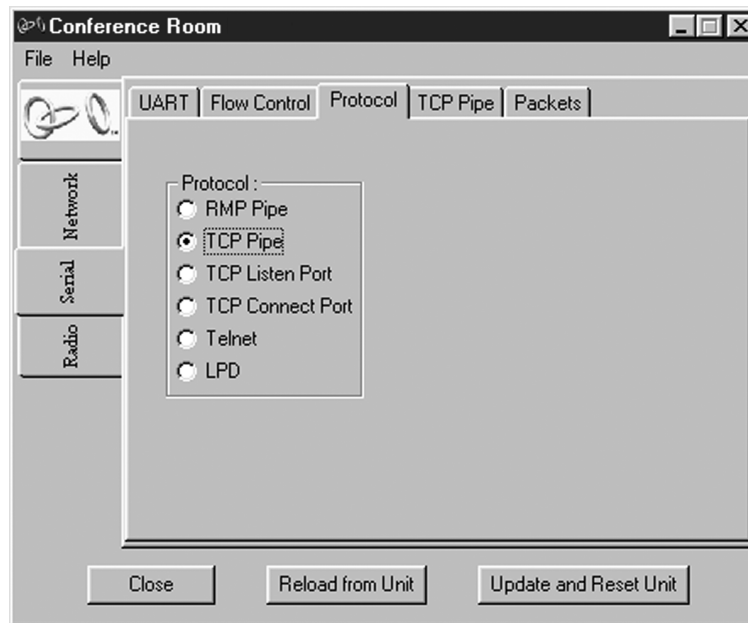 Conference Room
File Help
UART Flow Control Protocol TCP Pipe Packets
Network
Serial
Radio
Protocol :
RMP Pipe
TCP Pipe
TCP Listen Port
TCP Connect Port
Telnet
LPD
Close Reload from Unit Update and Reset Unit